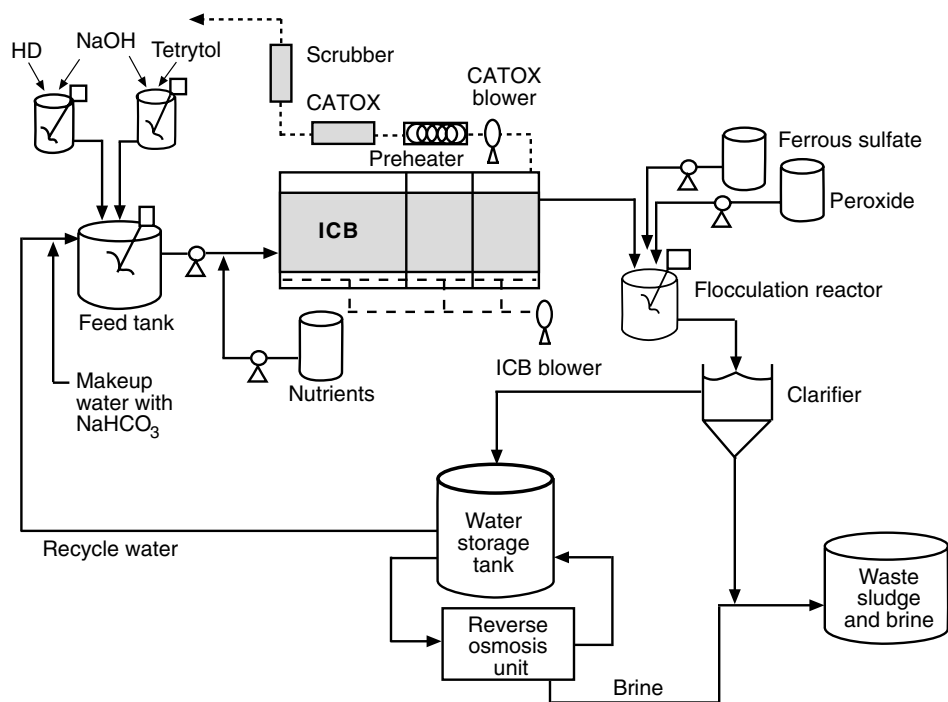 HD
NaOH
Tetrytol
Scrubber
CATOX
CATOX
blower
Preheater
Ferrous sulfate
Peroxide
ICB
Feed tank
Flocculation reactor
Nutrients
ICB blower
Makeup
water with
NaHCO₃
Clarifier
Water
storage
tank
Recycle water
Waste
sludge
and brine
Reverse
osmosis
unit
Brine